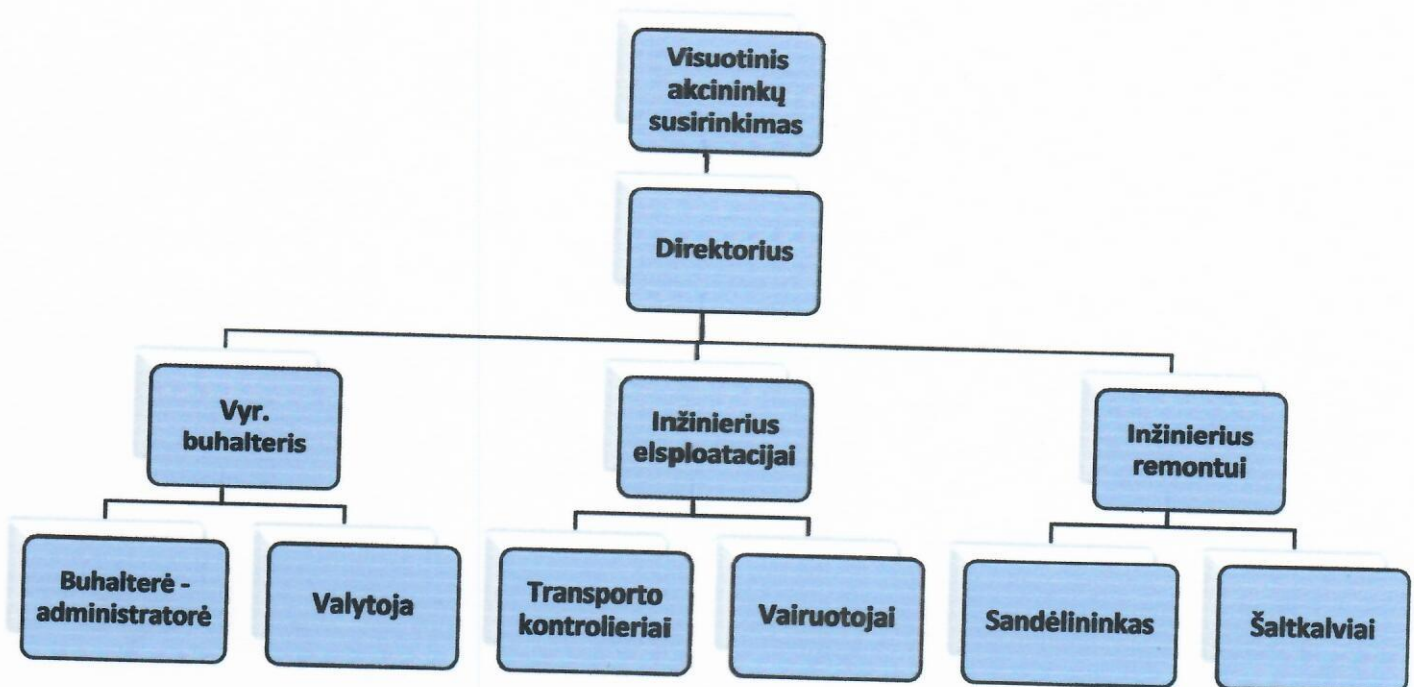 Visuotinis
akcininkų
susirinkimas
Direktorius
Vyr.
buhalteris
Inžinierius
elsploatacijai
Inžinierius
remontui
Buhalterė -
administratorė
Valytoja
Transporto
kontrolieriai
Vairuotojai
Sandėlininkas
Šaltkalviai